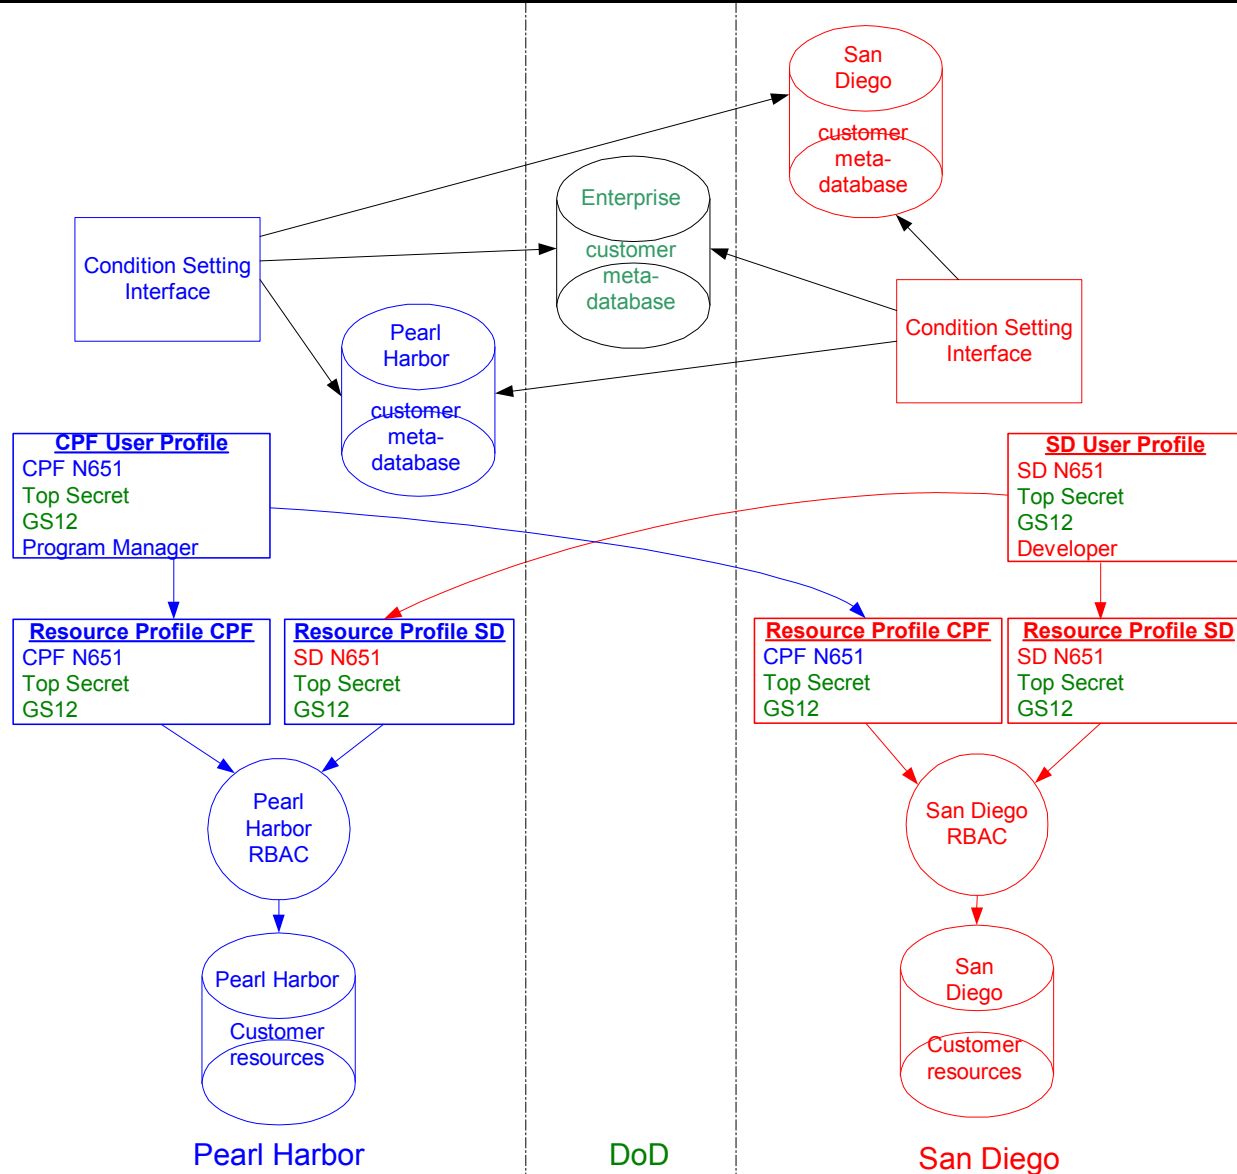 San
Diego
customer
meta-
database
Enterprise
customer
meta-
database
Condition Setting
Interface
Pearl
Harbor
customer
meta-
database
Condition Setting
Interface
CPF User Profile
CPF N651
Top Secret
GS12
Program Manager
SD User Profile
SD N651
Top Secret
GS12
Developer
Resource Profile CPF
CPF N651
Top Secret
GS12
Resource Profile SD
SD N651
Top Secret
GS12
Resource Profile CPF
CPF N651
Top Secret
GS12
Resource Profile SD
SD N651
Top Secret
GS12
Pearl
Harbor
RBAC
San Diego
RBAC
Pearl Harbor
Customer
resources
San
Diego
Customer
resources
Pearl Harbor
DoD
San Diego